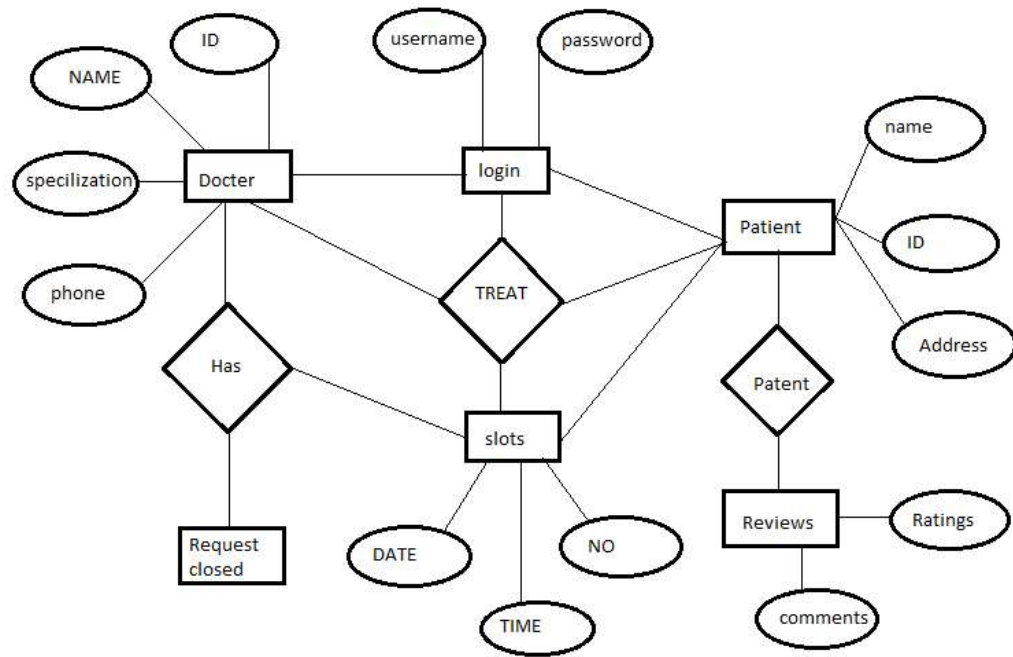 ID
username
password
NAME
name
specilization
Docter
login
Patient
ID
phone
TREAT
Address
Has
Patent
slots
Request
closed
DATE
NO
Reviews
Ratings
TIME
comments